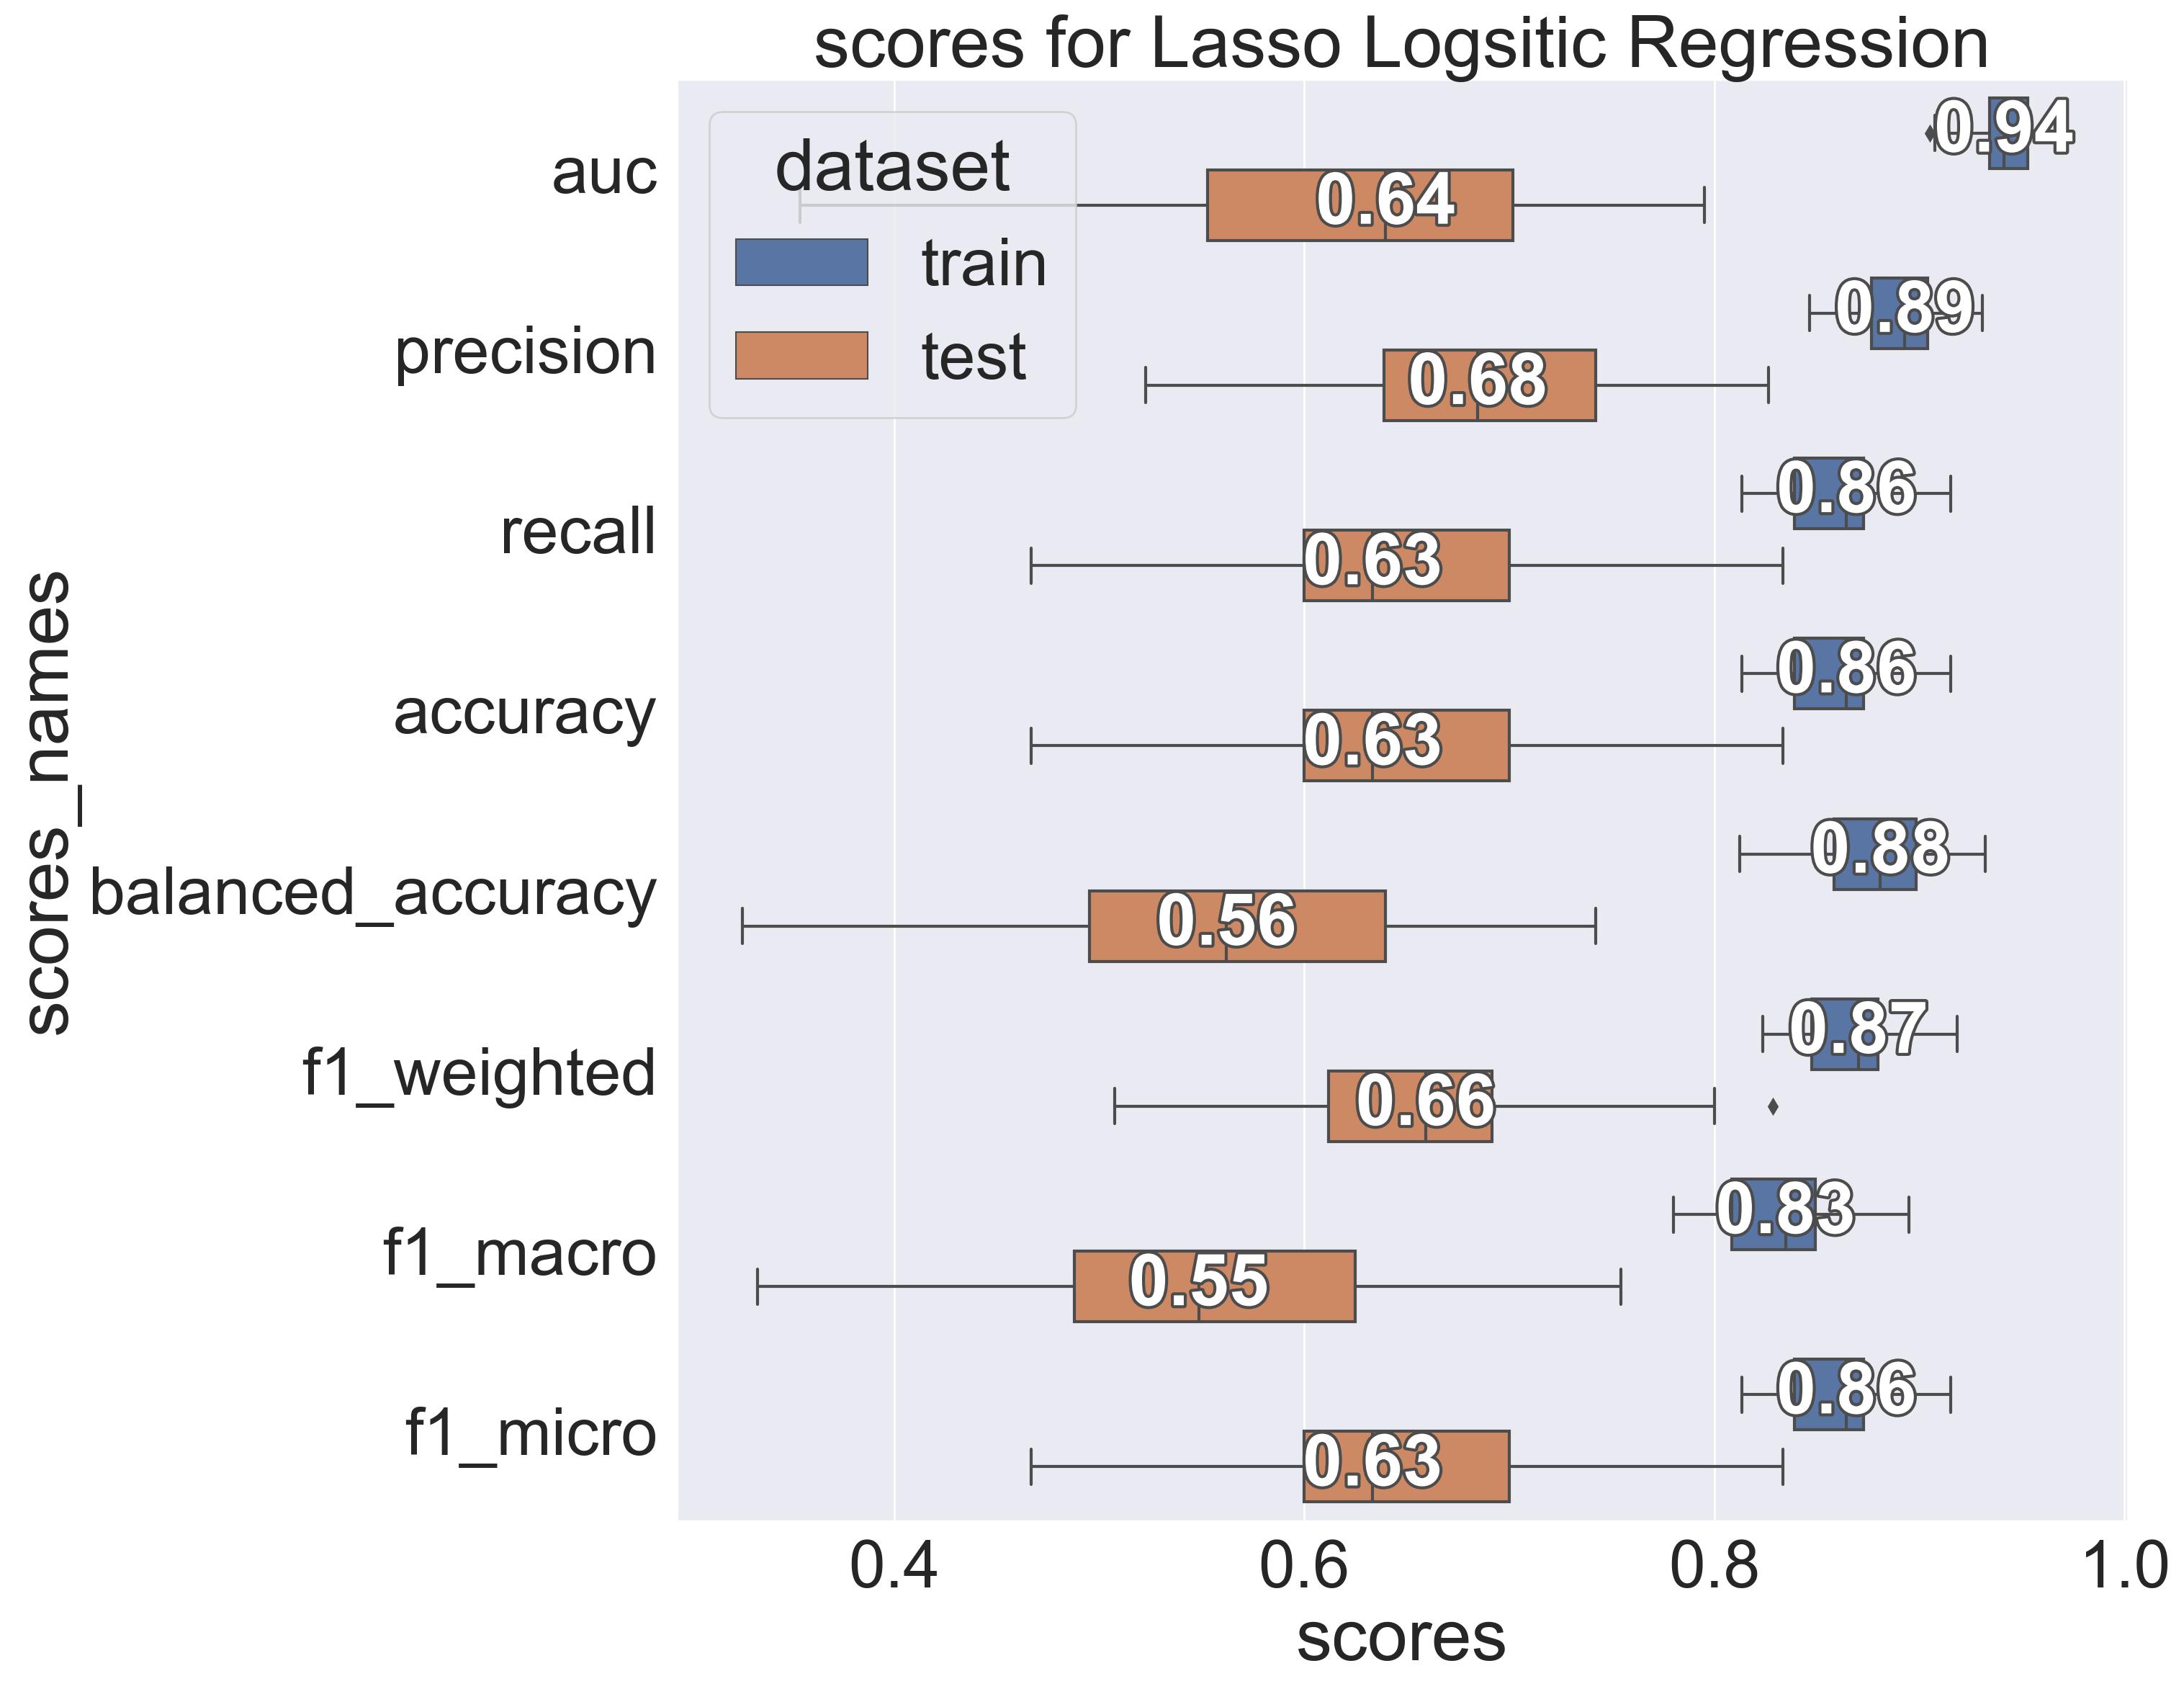 scores for Lasso Logsitic Regression
dataset
train
test
scores_names
auc
0.94
0.64
precision
0.89
0.68
recall
0.86
0.63
accuracy
0.86
0.63
balanced_accuracy
0.88
0.56
f1_weighted
0.87
0.66
f1_macro
0.83
0.55
f1_micro
0.86
0.63
0.4 0.6 0.8 1.0
scores